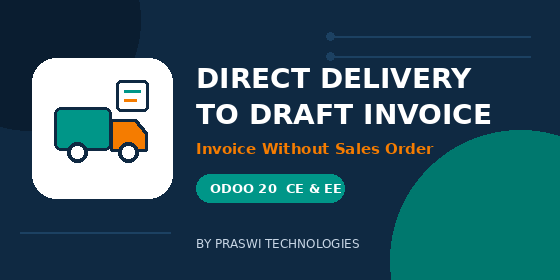 DIRECT DELIVERY
TO DRAFT INVOICE
Invoice Without Sales Order
ODOO 20  CE & EE
BY PRASWI TECHNOLOGIES